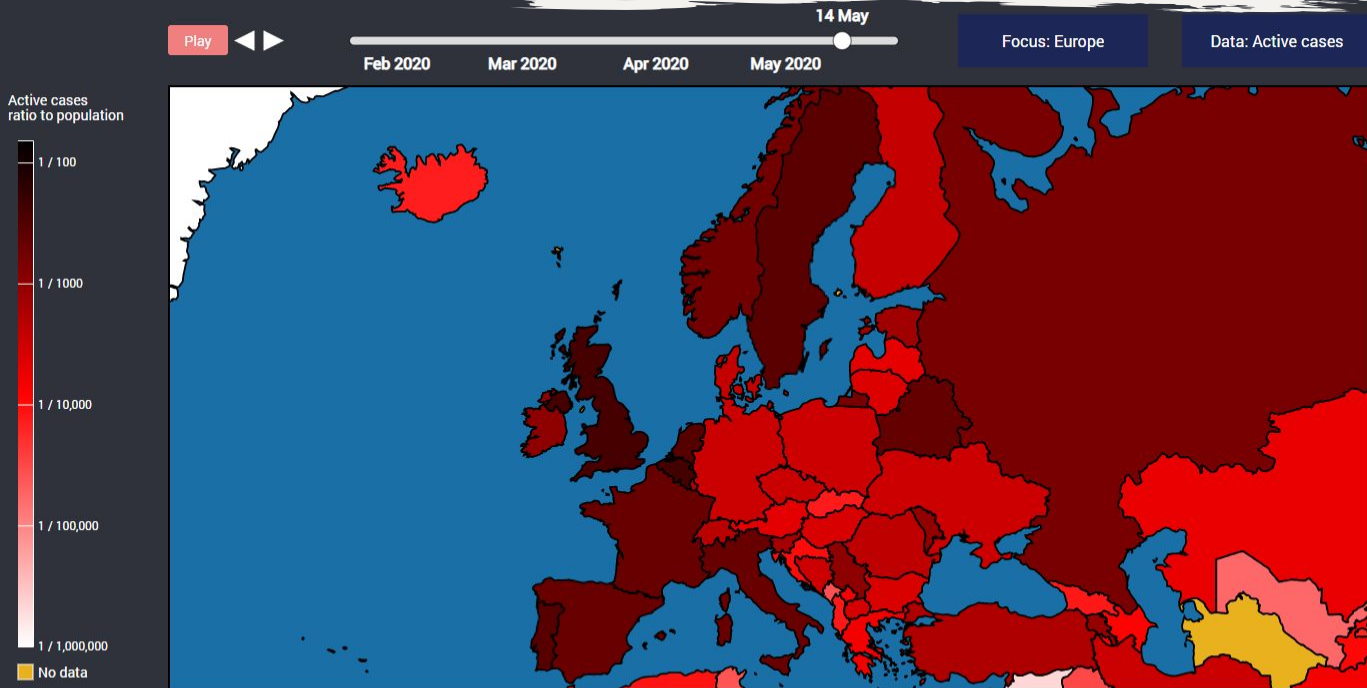 14 May
Play
Focus: Europe
Data: Active cases
Feb 2020
Mar 2020
Apr 2020
May 2020
Active cases
ratio to population
1 / 100
1 / 1000
1 / 10,000
1 / 100,000
1 / 1,000,000
No data